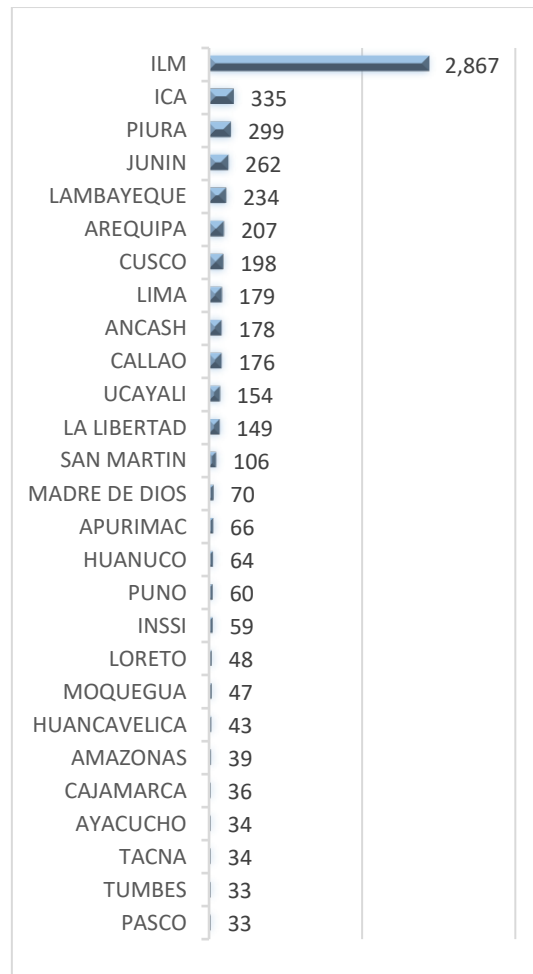 ILM 2,867
ICA 335
PIURA 299
JUNIN 262
LAMBAYEQUE 234
AREQUIPA 207
CUSCO 198
LIMA 179
ANCASH 178
CALLAO 176
UCAYALI 154
LA LIBERTAD 149
SAN MARTIN 106
MADRE DE DIOS 70
APURIMAC 66
HUANUCO 64
PUNO 60
INSSI 59
LORETO 48
MOQUEGUA 47
HUANCAVELICA 43
AMAZONAS 39
CAJAMARCA 36
AYACUCHO 34
TACNA 34
TUMBES 33
PASCO 33